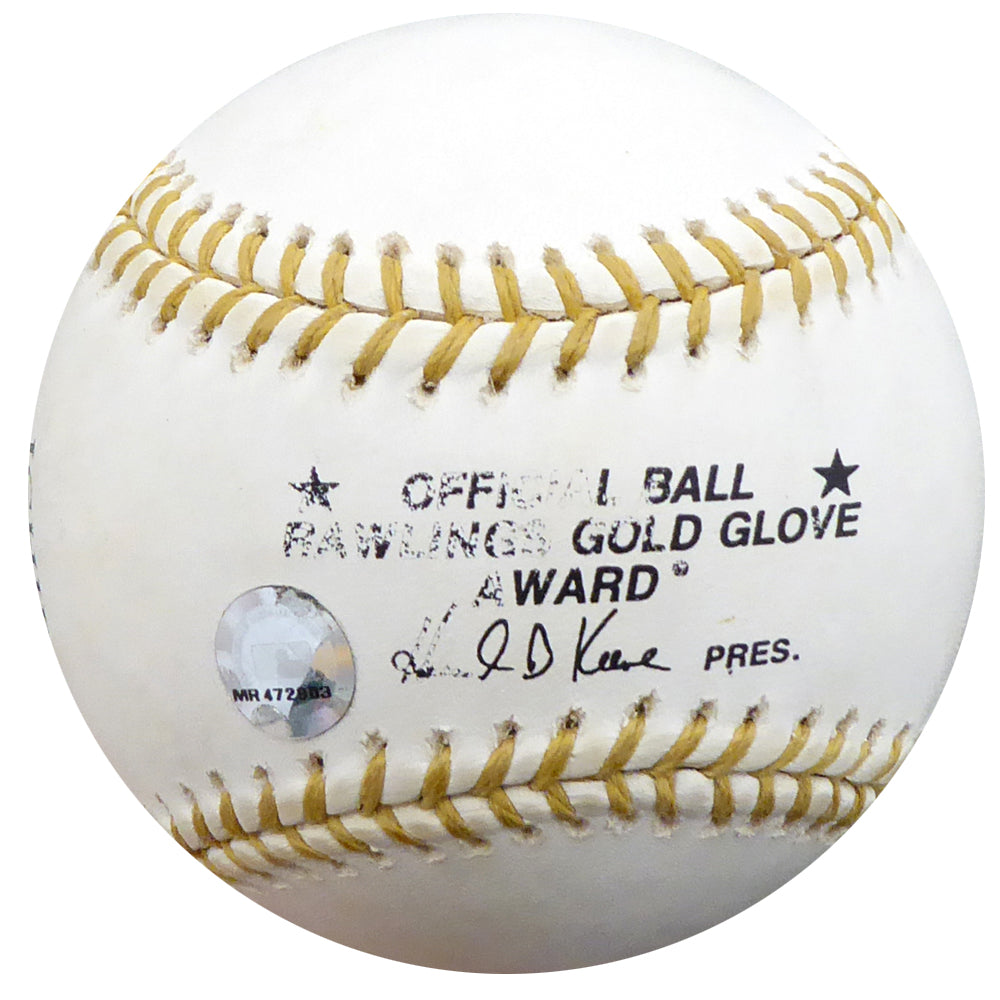 ★ OFFICIAL BALL ★
RAWLINGS GOLD GLOVE
AWARD®
PRES.